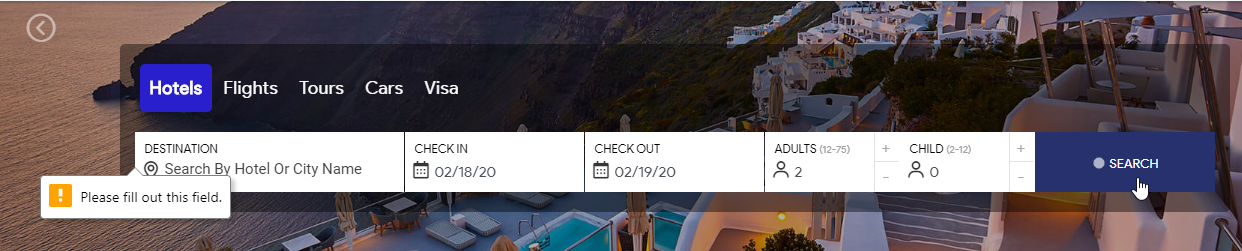 Hotels Flights Tours Cars Visa
DESTINATION CHECK IN CHECK OUT ADULTS (12-75) + CHILD (2-12) +
Search By Hotel Or City Name 02/18/20 02/19/20 2 - 0 - SEARCH
! Please fill out this field.